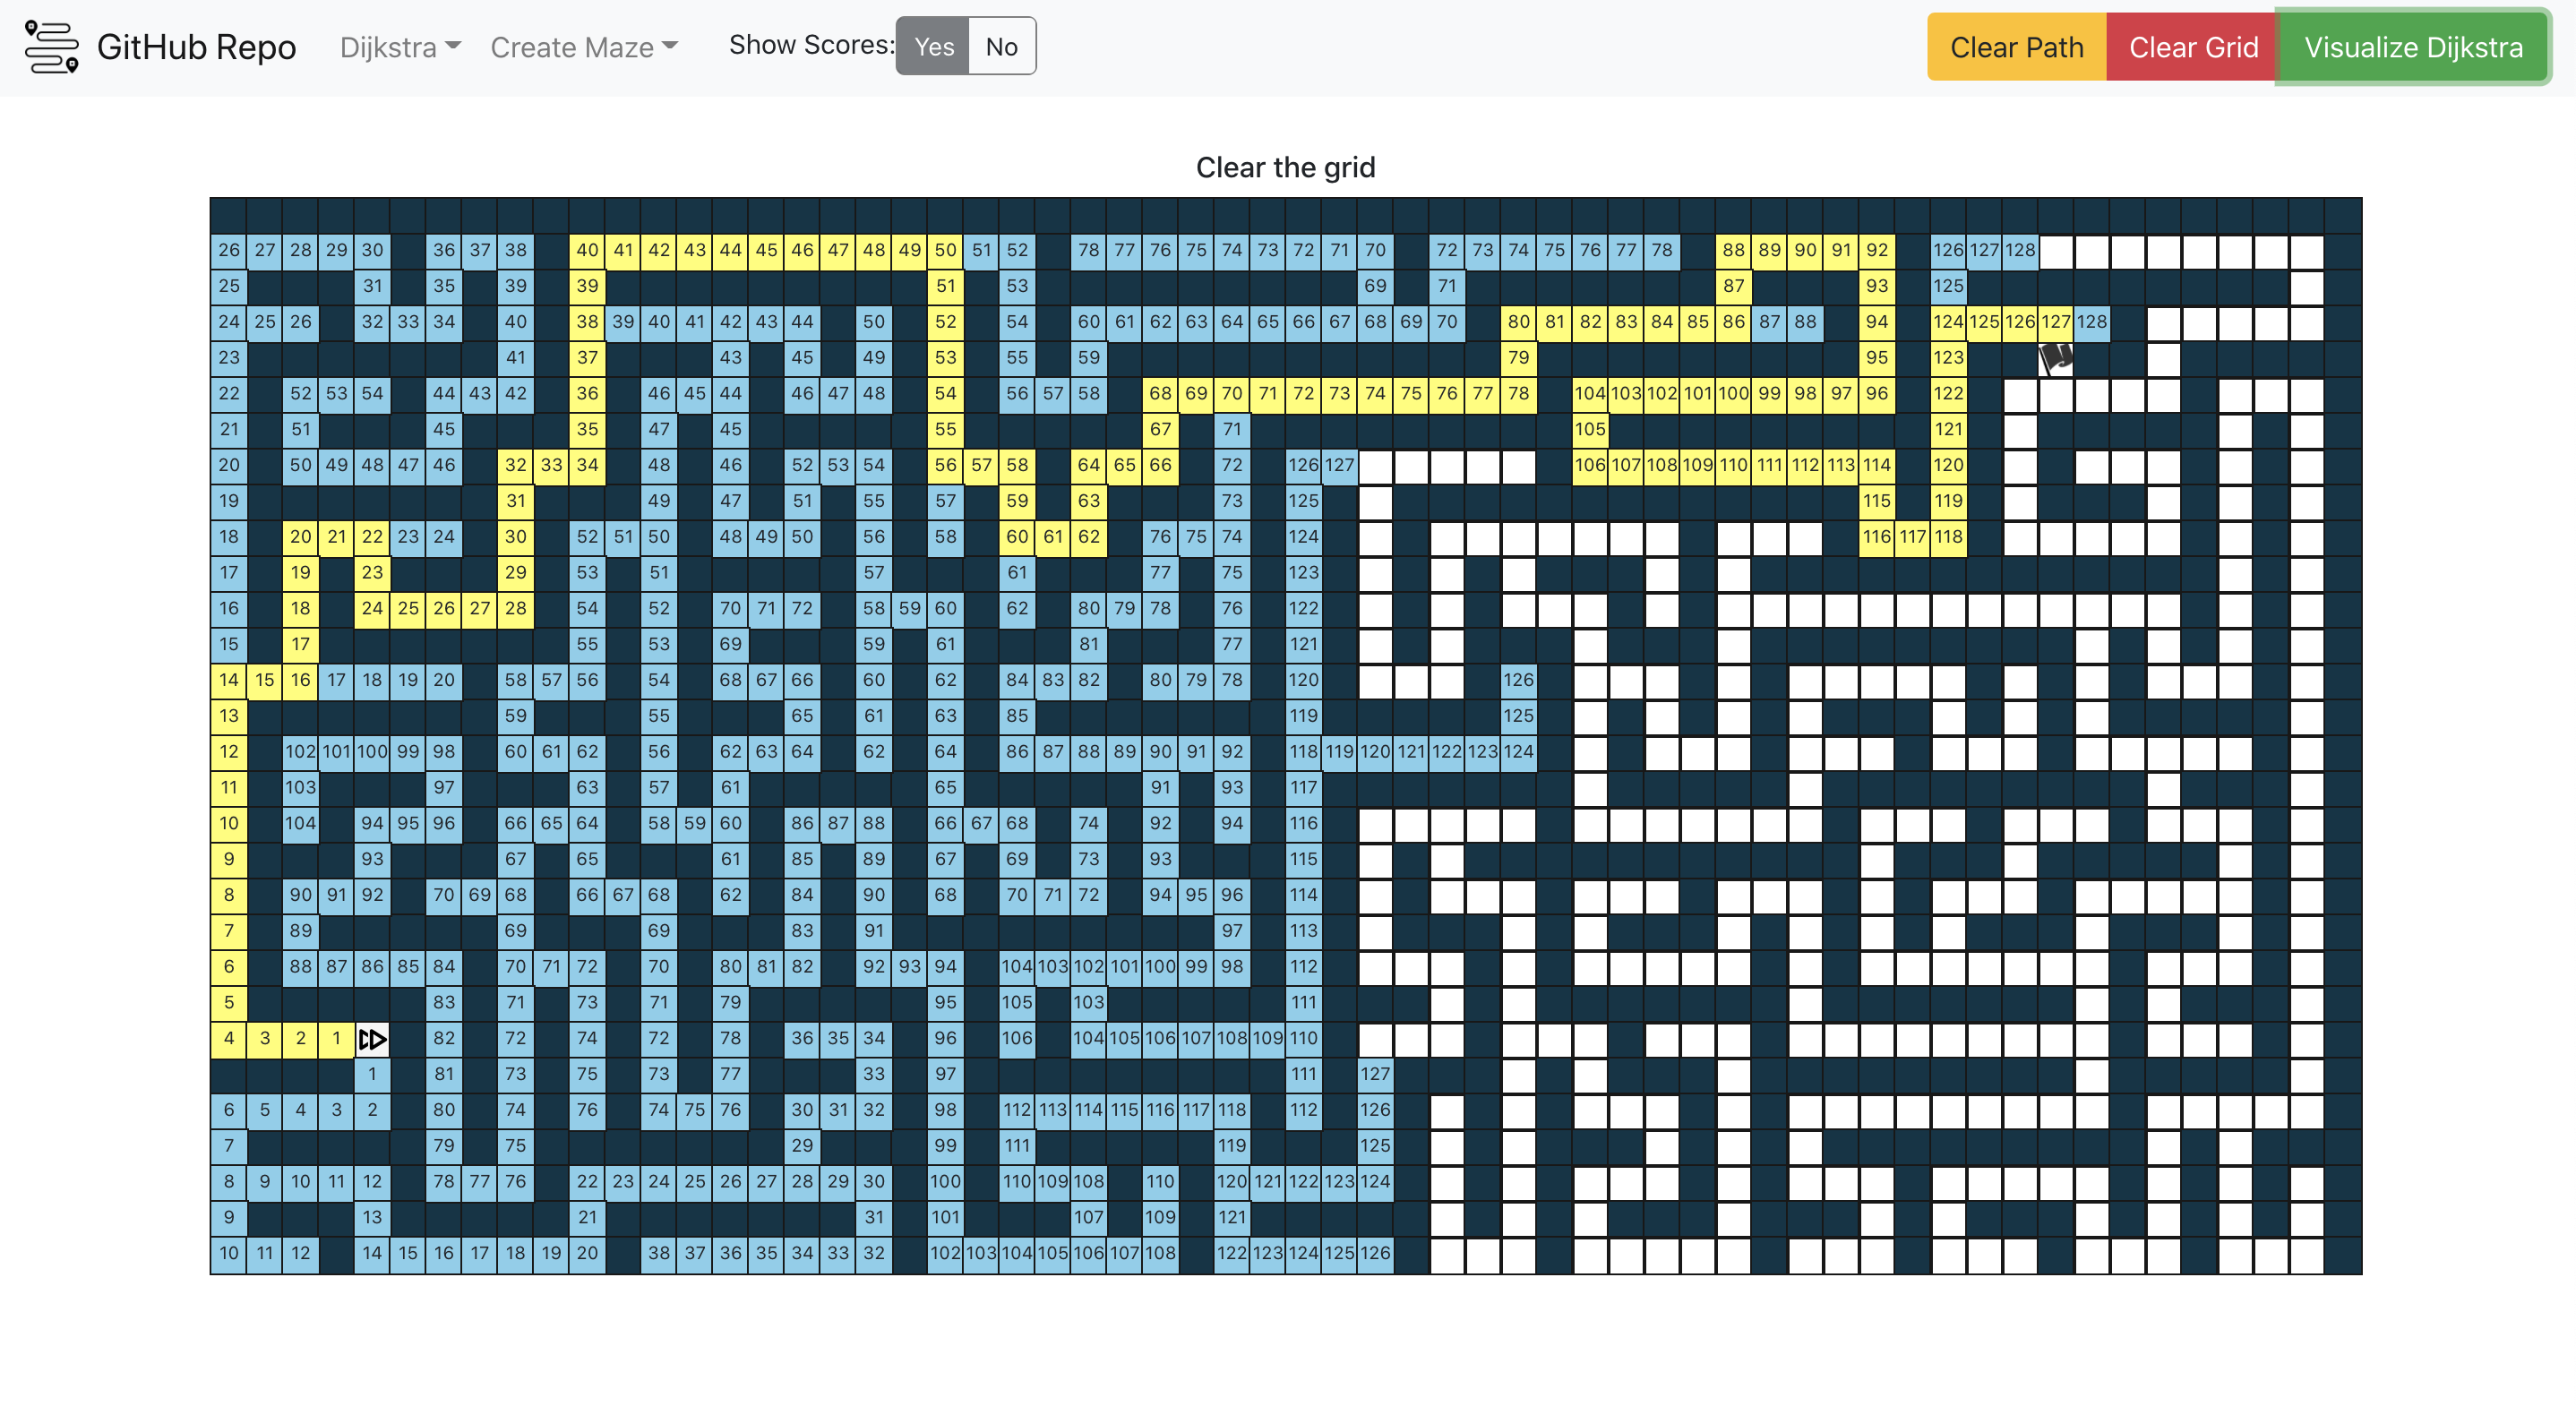 GitHub Repo Dijkstra Create Maze Show Scores: Yes No Clear Path Clear Grid Visualize Dijkstra
Clear the grid
26 27 28 29 30 36 37 38 40 41 42 43 44 45 46 47 48 49 50 51 52 78 77 76 75 74 73 72 71 70 72 73 74 75 76 77 78 88 89 90 91 92 126 127 128
25 31 35 39 39 51 53 69 71 87 93 125
24 25 26 32 33 34 40 38 39 40 41 42 43 44 50 52 54 60 61 62 63 64 65 66 67 68 69 70 80 81 82 83 84 85 86 87 88 94 124 125 126 127 128
23 41 37 43 45 49 53 55 59 79 95 123
22 52 53 54 44 43 42 36 46 45 44 46 47 48 54 56 57 58 68 69 70 71 72 73 74 75 76 77 78 104 103 102 101 100 99 98 97 96 122
21 51 45 35 47 45 55 67 71 105 121
20 50 49 48 47 46 32 33 34 48 46 52 53 54 56 57 58 64 65 66 72 126 127 106 107 108 109 110 111 112 113 114 120
19 31 49 47 51 55 57 59 63 73 125 115 119
18 20 21 22 23 24 30 52 51 50 48 49 50 56 58 60 61 62 76 75 74 124 116 117 118
17 19 23 29 53 51 57 61 77 75 123
16 18 24 25 26 27 28 54 52 70 71 72 58 59 60 62 80 79 78 76 122
15 17 55 53 69 59 61 81 77 121
14 15 16 17 18 19 20 58 57 56 54 68 67 66 60 62 84 83 82 80 79 78 120 126
13 59 55 65 61 63 85 119 125
12 102 101 100 99 98 60 61 62 56 62 63 64 62 64 86 87 88 89 90 91 92 118 119 120 121 122 123 124
11 103 97 63 57 61 65 91 93 117
10 104 94 95 96 66 65 64 58 59 60 86 87 88 66 67 68 74 92 94 116
9 93 67 65 61 85 89 67 69 73 93 115
8 90 91 92 70 69 68 66 67 68 62 84 90 68 70 71 72 94 95 96 114
7 89 69 69 83 91 97 113
6 88 87 86 85 84 70 71 72 70 80 81 82 92 93 94 104 103 102 101 100 99 98 112
5 83 71 73 71 79 95 105 103 111
4 3 2 1 82 72 74 72 78 36 35 34 96 106 104 105 106 107 108 109 110
1 81 73 75 73 77 33 97 111 127
6 5 4 3 2 80 74 76 74 75 76 30 31 32 98 112 113 114 115 116 117 118 112 126
7 79 75 29 99 111 119 125
8 9 10 11 12 78 77 76 22 23 24 25 26 27 28 29 30 100 110 109 108 110 120 121 122 123 124
9 13 21 31 101 107 109 121
10 11 12 14 15 16 17 18 19 20 38 37 36 35 34 33 32 102 103 104 105 106 107 108 122 123 124 125 126